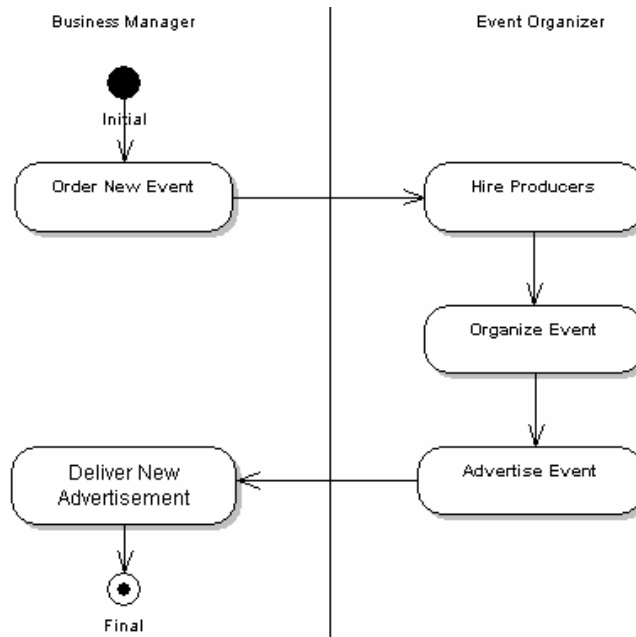 Business Manager
Event Organizer
Initial
Order New Event
Hire Producers
Organize Event
Deliver New
Advertisement
Advertise Event
Final